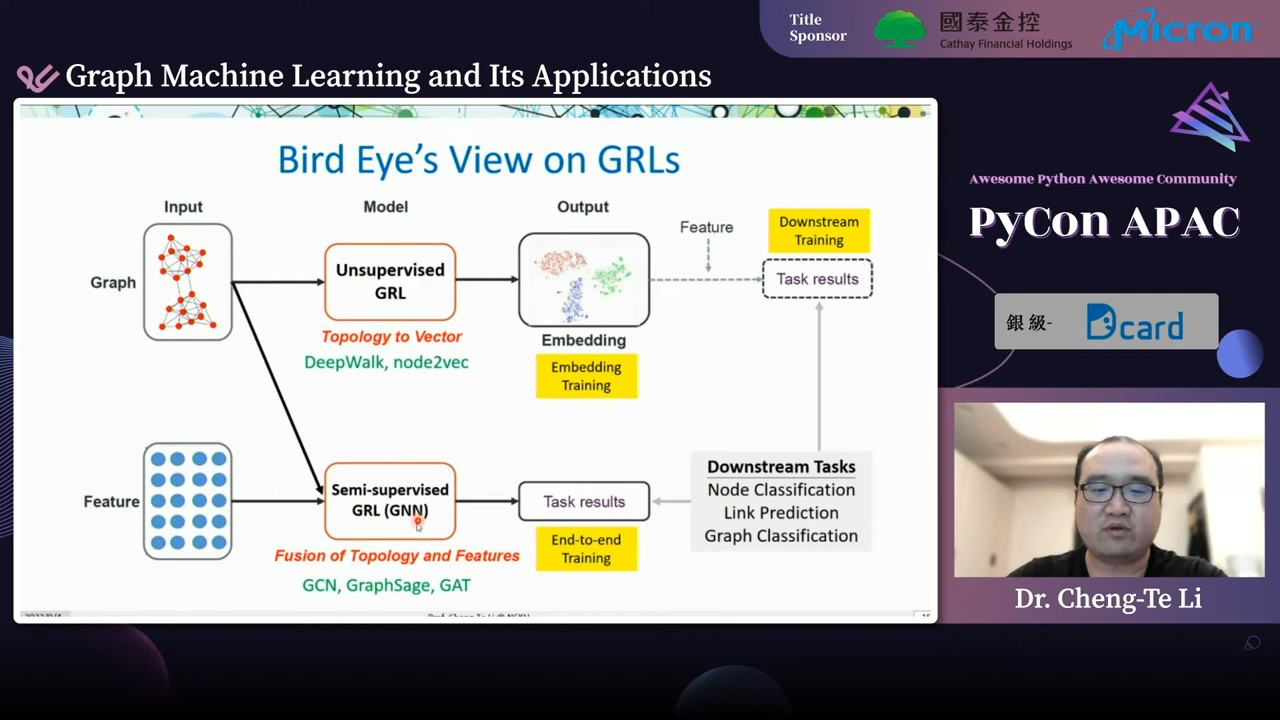 Title
Sponsor
國泰金控
Cathay Financial Holdings
Micron
Graph Machine Learning and Its Applications
Bird Eye's View on GRLs
Input
Model
Output
Feature
Downstream
Training
Graph
Unsupervised
GRL
Task results
Topology to Vector
DeepWalk, node2vec
Embedding
Embedding
Training
Feature
Semi-supervised
GRL (GNN)
Task results
Downstream Tasks
Node Classification
Link Prediction
Graph Classification
End-to-end
Training
Fusion of Topology and Features
GCN, GraphSage, GAT
Awesome Python Awesome Community
PyCon APAC
銀級-
Dcard
Dr. Cheng-Te Li